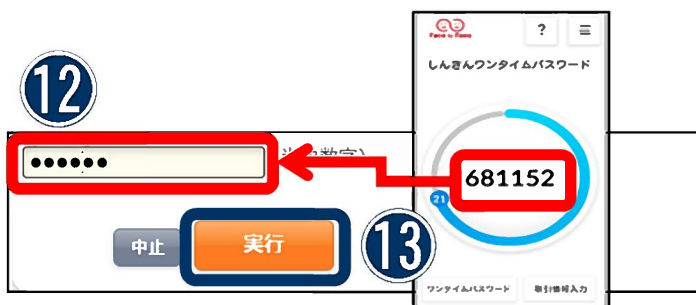 Face to Face
?
しんきんワンタイムパスワード
12
●●●●●●
681152
21
中止
実行
13
ワンタイムパスワード
取引情報入力